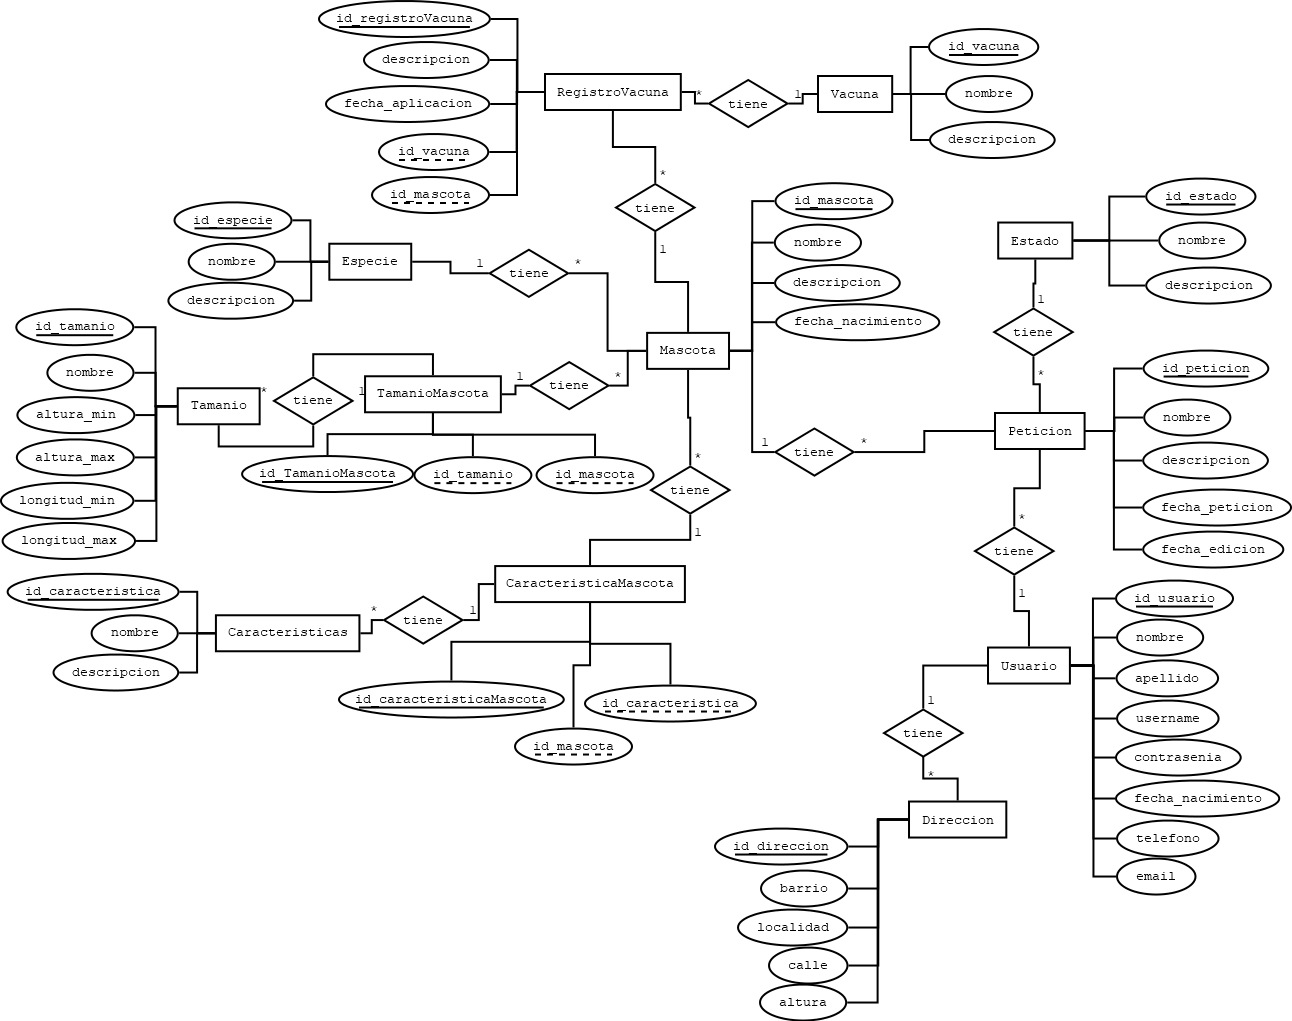 id_registroVacuna
descripcion
fecha_aplicacion
id_vacuna
id_mascota
RegistroVacuna
*
tiene
1
Vacuna
id_vacuna
nombre
descripcion
*
tiene
1
id_especie
nombre
descripcion
Especie
1
tiene
*
id_mascota
nombre
descripcion
fecha_nacimiento
Mascota
id_estado
nombre
descripcion
Estado
1
tiene
*
id_tamanio
nombre
altura_min
altura_max
longitud_min
longitud_max
Tamanio
*
tiene
1
TamanioMascota
1
tiene
*
id_TamanioMascota
id_tamanio
id_mascota
1
tiene
*
Peticion
id_peticion
nombre
descripcion
fecha_peticion
fecha_edicion
*
tiene
1
*
tiene
1
id_caracteristica
nombre
descripcion
Caracteristicas
*
tiene
1
CaracteristicaMascota
id_caracteristicaMascota
id_mascota
id_caracteristica
Usuario
id_usuario
nombre
apellido
username
contrasenia
fecha_nacimiento
telefono
email
1
tiene
*
Direccion
id_direccion
barrio
localidad
calle
altura